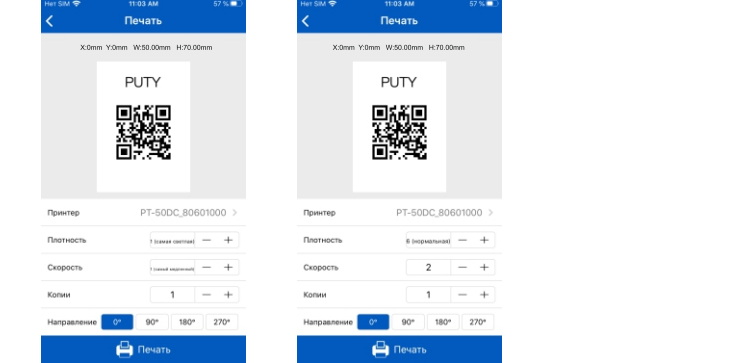 Нет SIM 11:03 AM 57 %
Печать
X:0mm Y:0mm W:50.00mm H:70.00mm
PUTY
Принтер PT-50DC_80601000
Плотность 1 (самая светлая) — +
Скорость 1 (самый медленный) — +
Копии 1 — +
Направление 0° 90° 180° 270°
Печать
Нет SIM 11:03 AM 57 %
Печать
X:0mm Y:0mm W:50.00mm H:70.00mm
PUTY
Принтер PT-50DC_80601000
Плотность 6 (нормальная) — +
Скорость 2 — +
Копии 1 — +
Направление 0° 90° 180° 270°
Печать